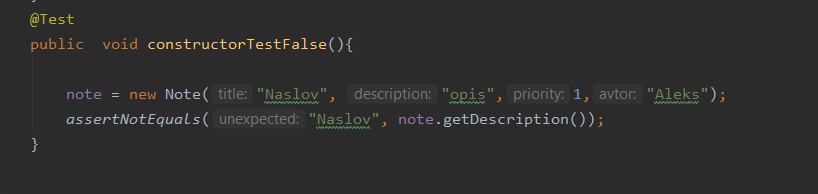 @Test
public  void constructorTestFalse(){
note = new Note( title: "Naslov", description: "opis", priority: 1, avtor: "Aleks");
assertNotEquals( unexpected: "Naslov", note.getDescription());
}